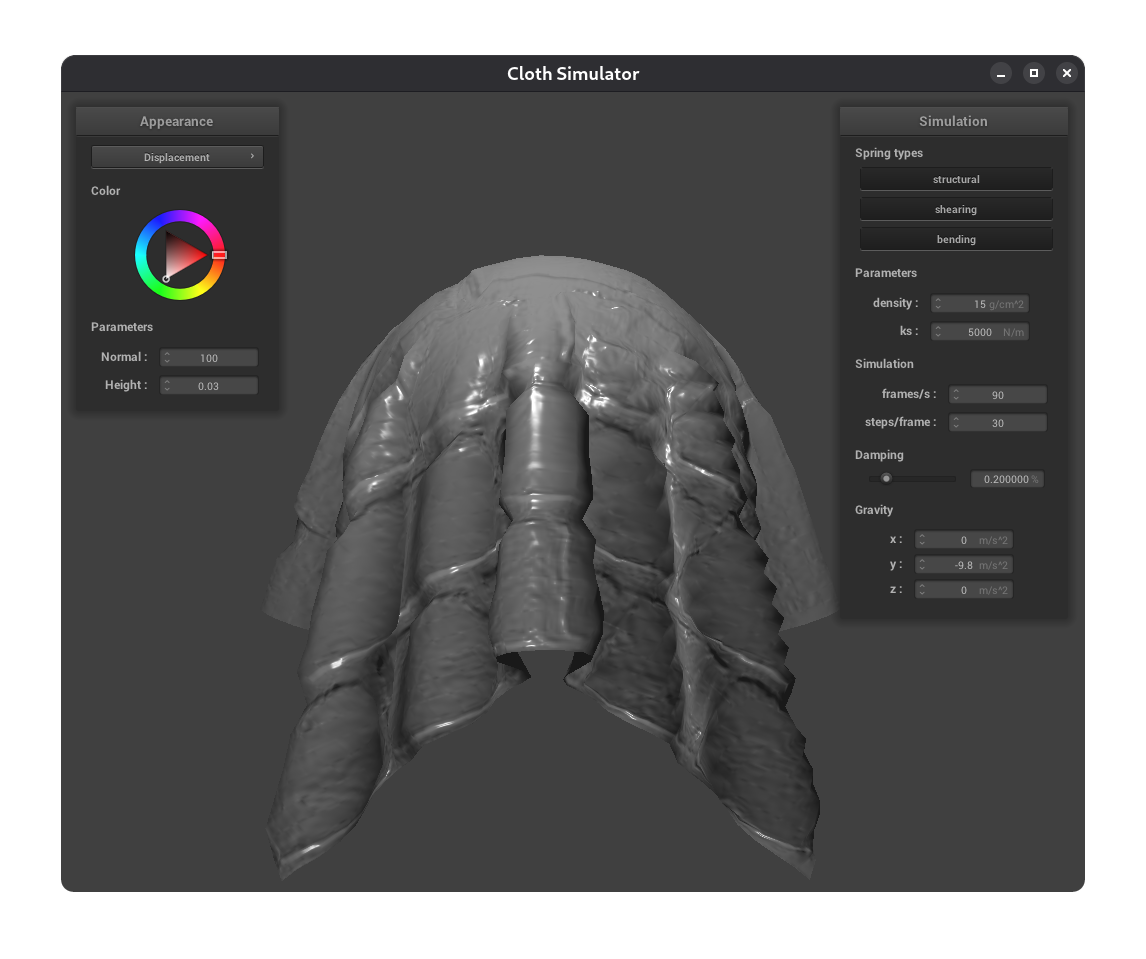 Cloth Simulator
Appearance
Displacement
Color
Parameters
Normal : 100
Height : 0.03
Simulation
Spring types
structural
shearing
bending
Parameters
density : 15 g/cm^2
ks : 5000 N/m
Simulation
frames/s : 90
steps/frame : 30
Damping
0.200000 %
Gravity
x : 0 m/s^2
y : -9.8 m/s^2
z : 0 m/s^2